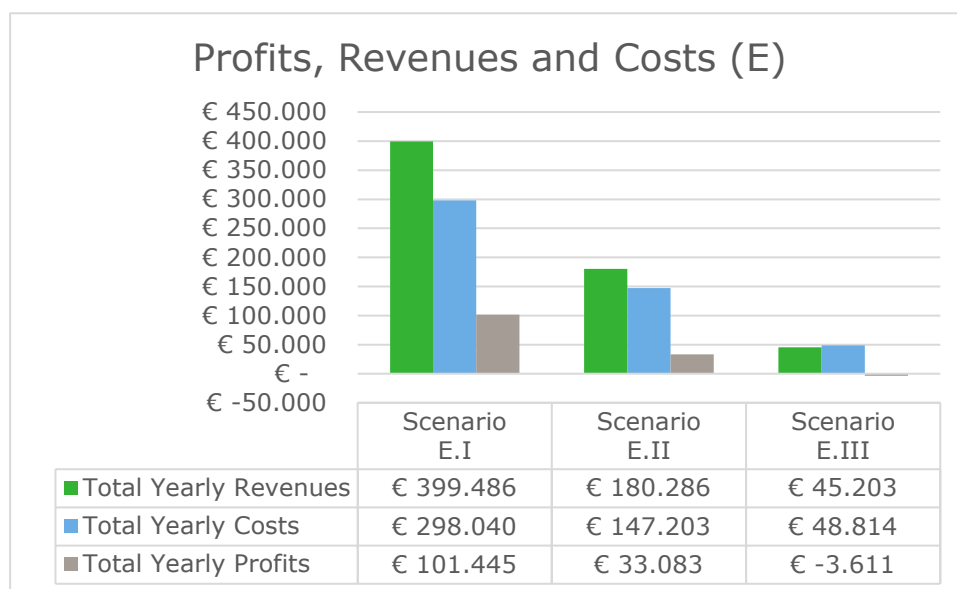 Profits, Revenues and Costs (E)
€ 450.000
€ 400.000
€ 350.000
€ 300.000
€ 250.000
€ 200.000
€ 150.000
€ 100.000
€ 50.000
€ -
€ -50.000
Scenario E.I
Scenario E.II
Scenario E.III
Total Yearly Revenues € 399.486 € 180.286 € 45.203
Total Yearly Costs € 298.040 € 147.203 € 48.814
Total Yearly Profits € 101.445 € 33.083 € -3.611